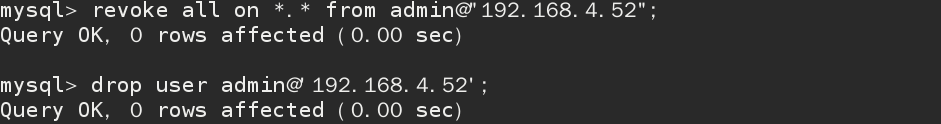 mysql> revoke all on *.* from admin@"192.168.4.52";
Query OK, 0 rows affected (0.00 sec)
mysql> drop user admin@'192.168.4.52';
Query OK, 0 rows affected (0.00 sec)